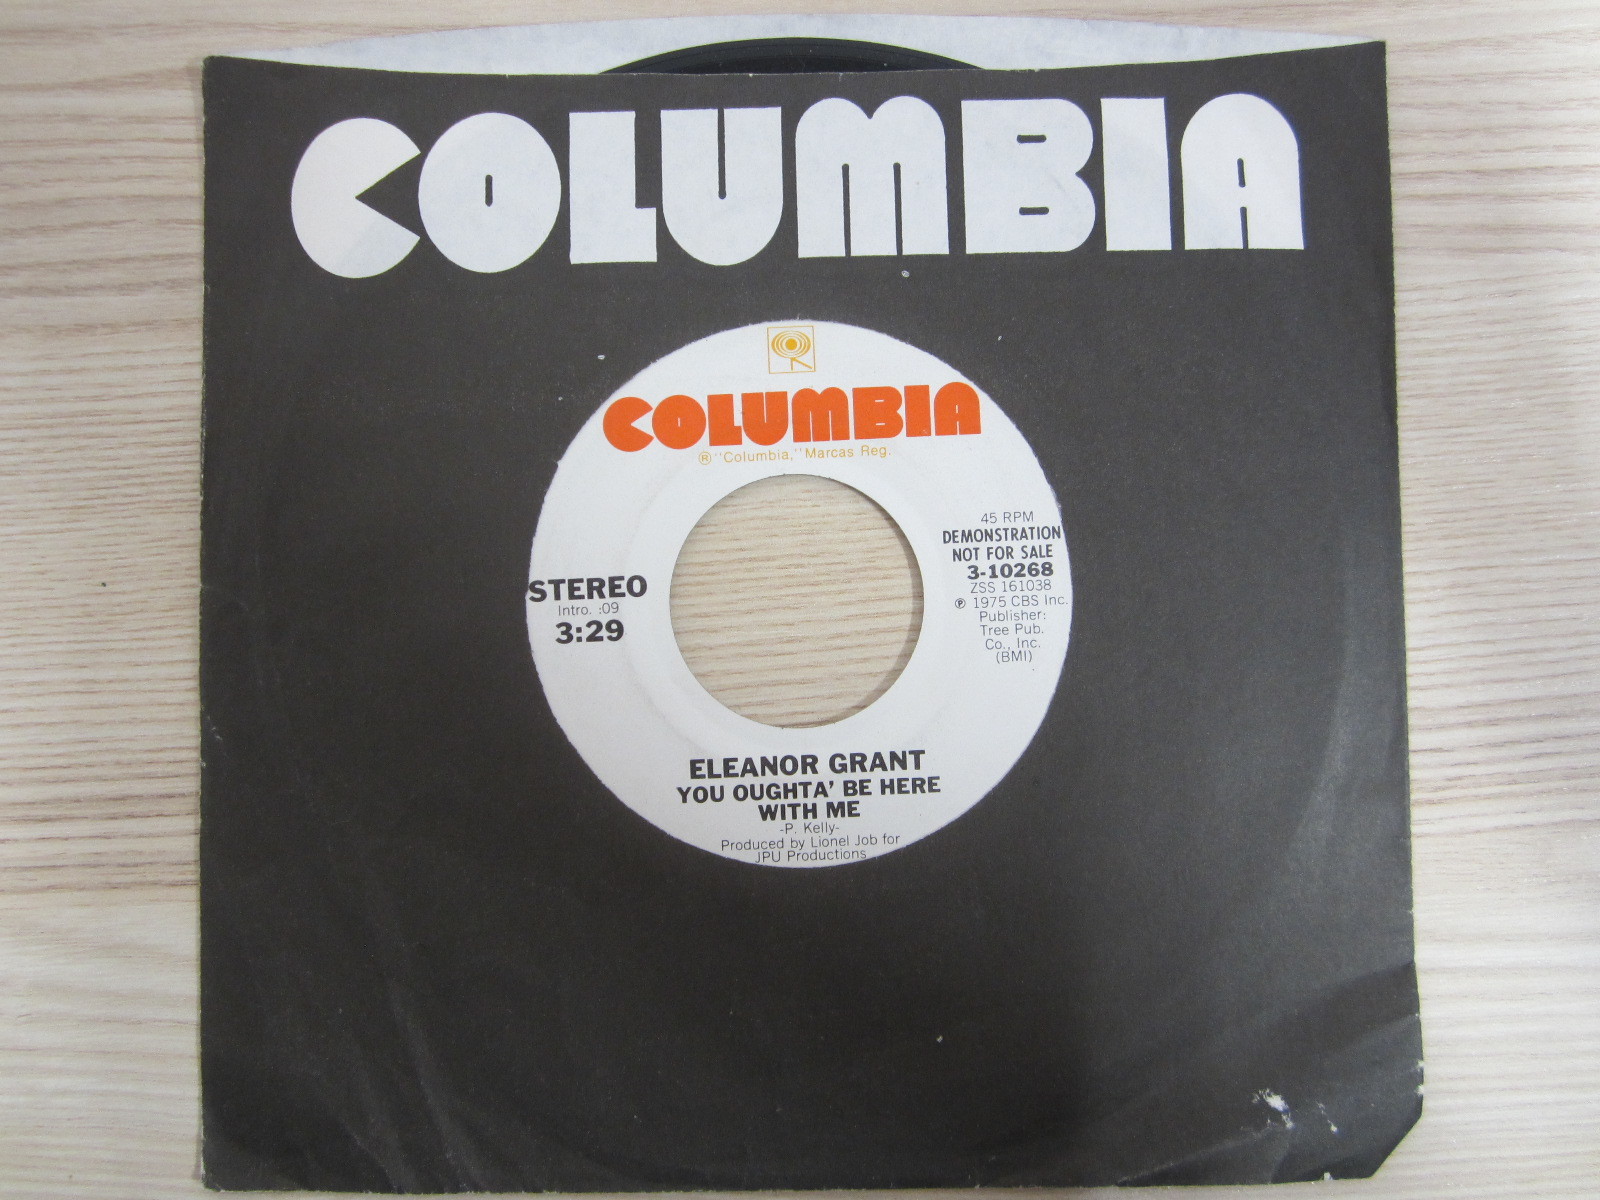 COLUMBIA
COLUMBIA
® "Columbia," Marcas Reg.
45 RPM
DEMONSTRATION
NOT FOR SALE
3-10268
ZSS 161038
℗ 1975 CBS Inc.
Publisher:
Tree Pub.
Co., Inc.
(BMI)
STEREO
Intro. :09
3:29
ELEANOR GRANT
YOU OUGHTA' BE HERE
WITH ME
-P. Kelly-
Produced by Lionel Job for
JPU Productions